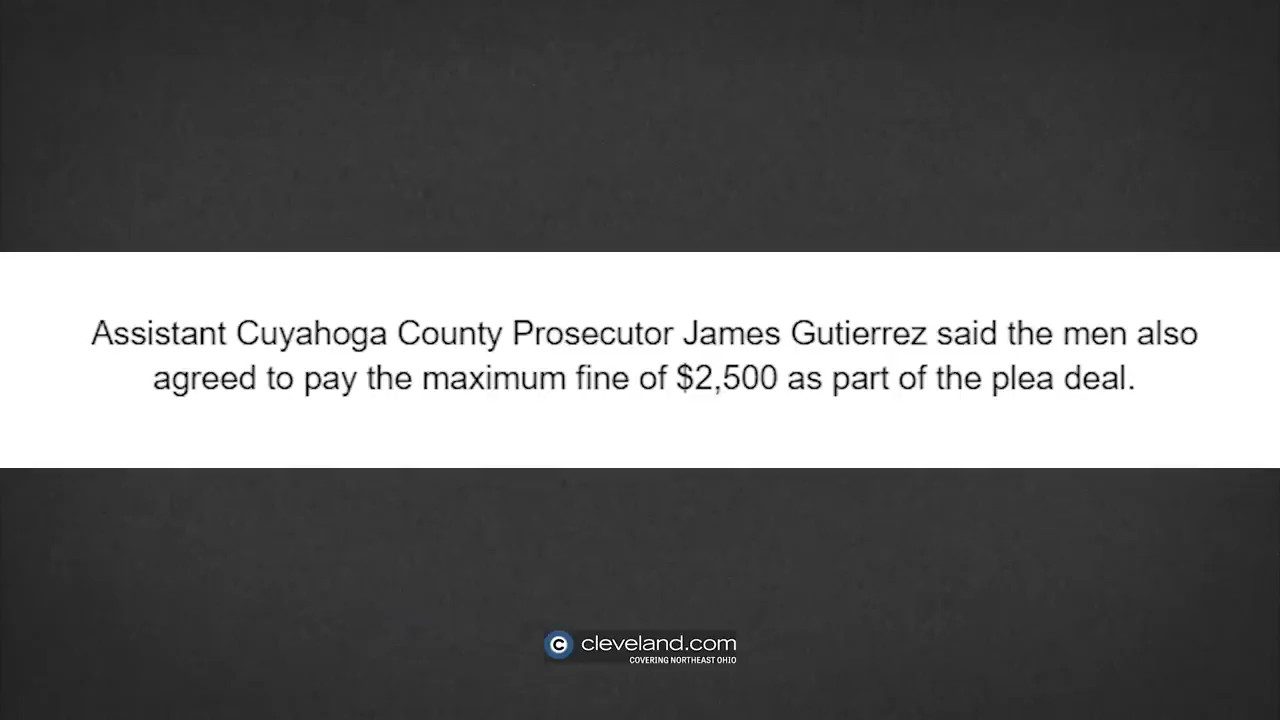 Assistant Cuyahoga County Prosecutor James Gutierrez said the men also
agreed to pay the maximum fine of $2,500 as part of the plea deal.
c cleveland.com
COVERING NORTHEAST OHIO